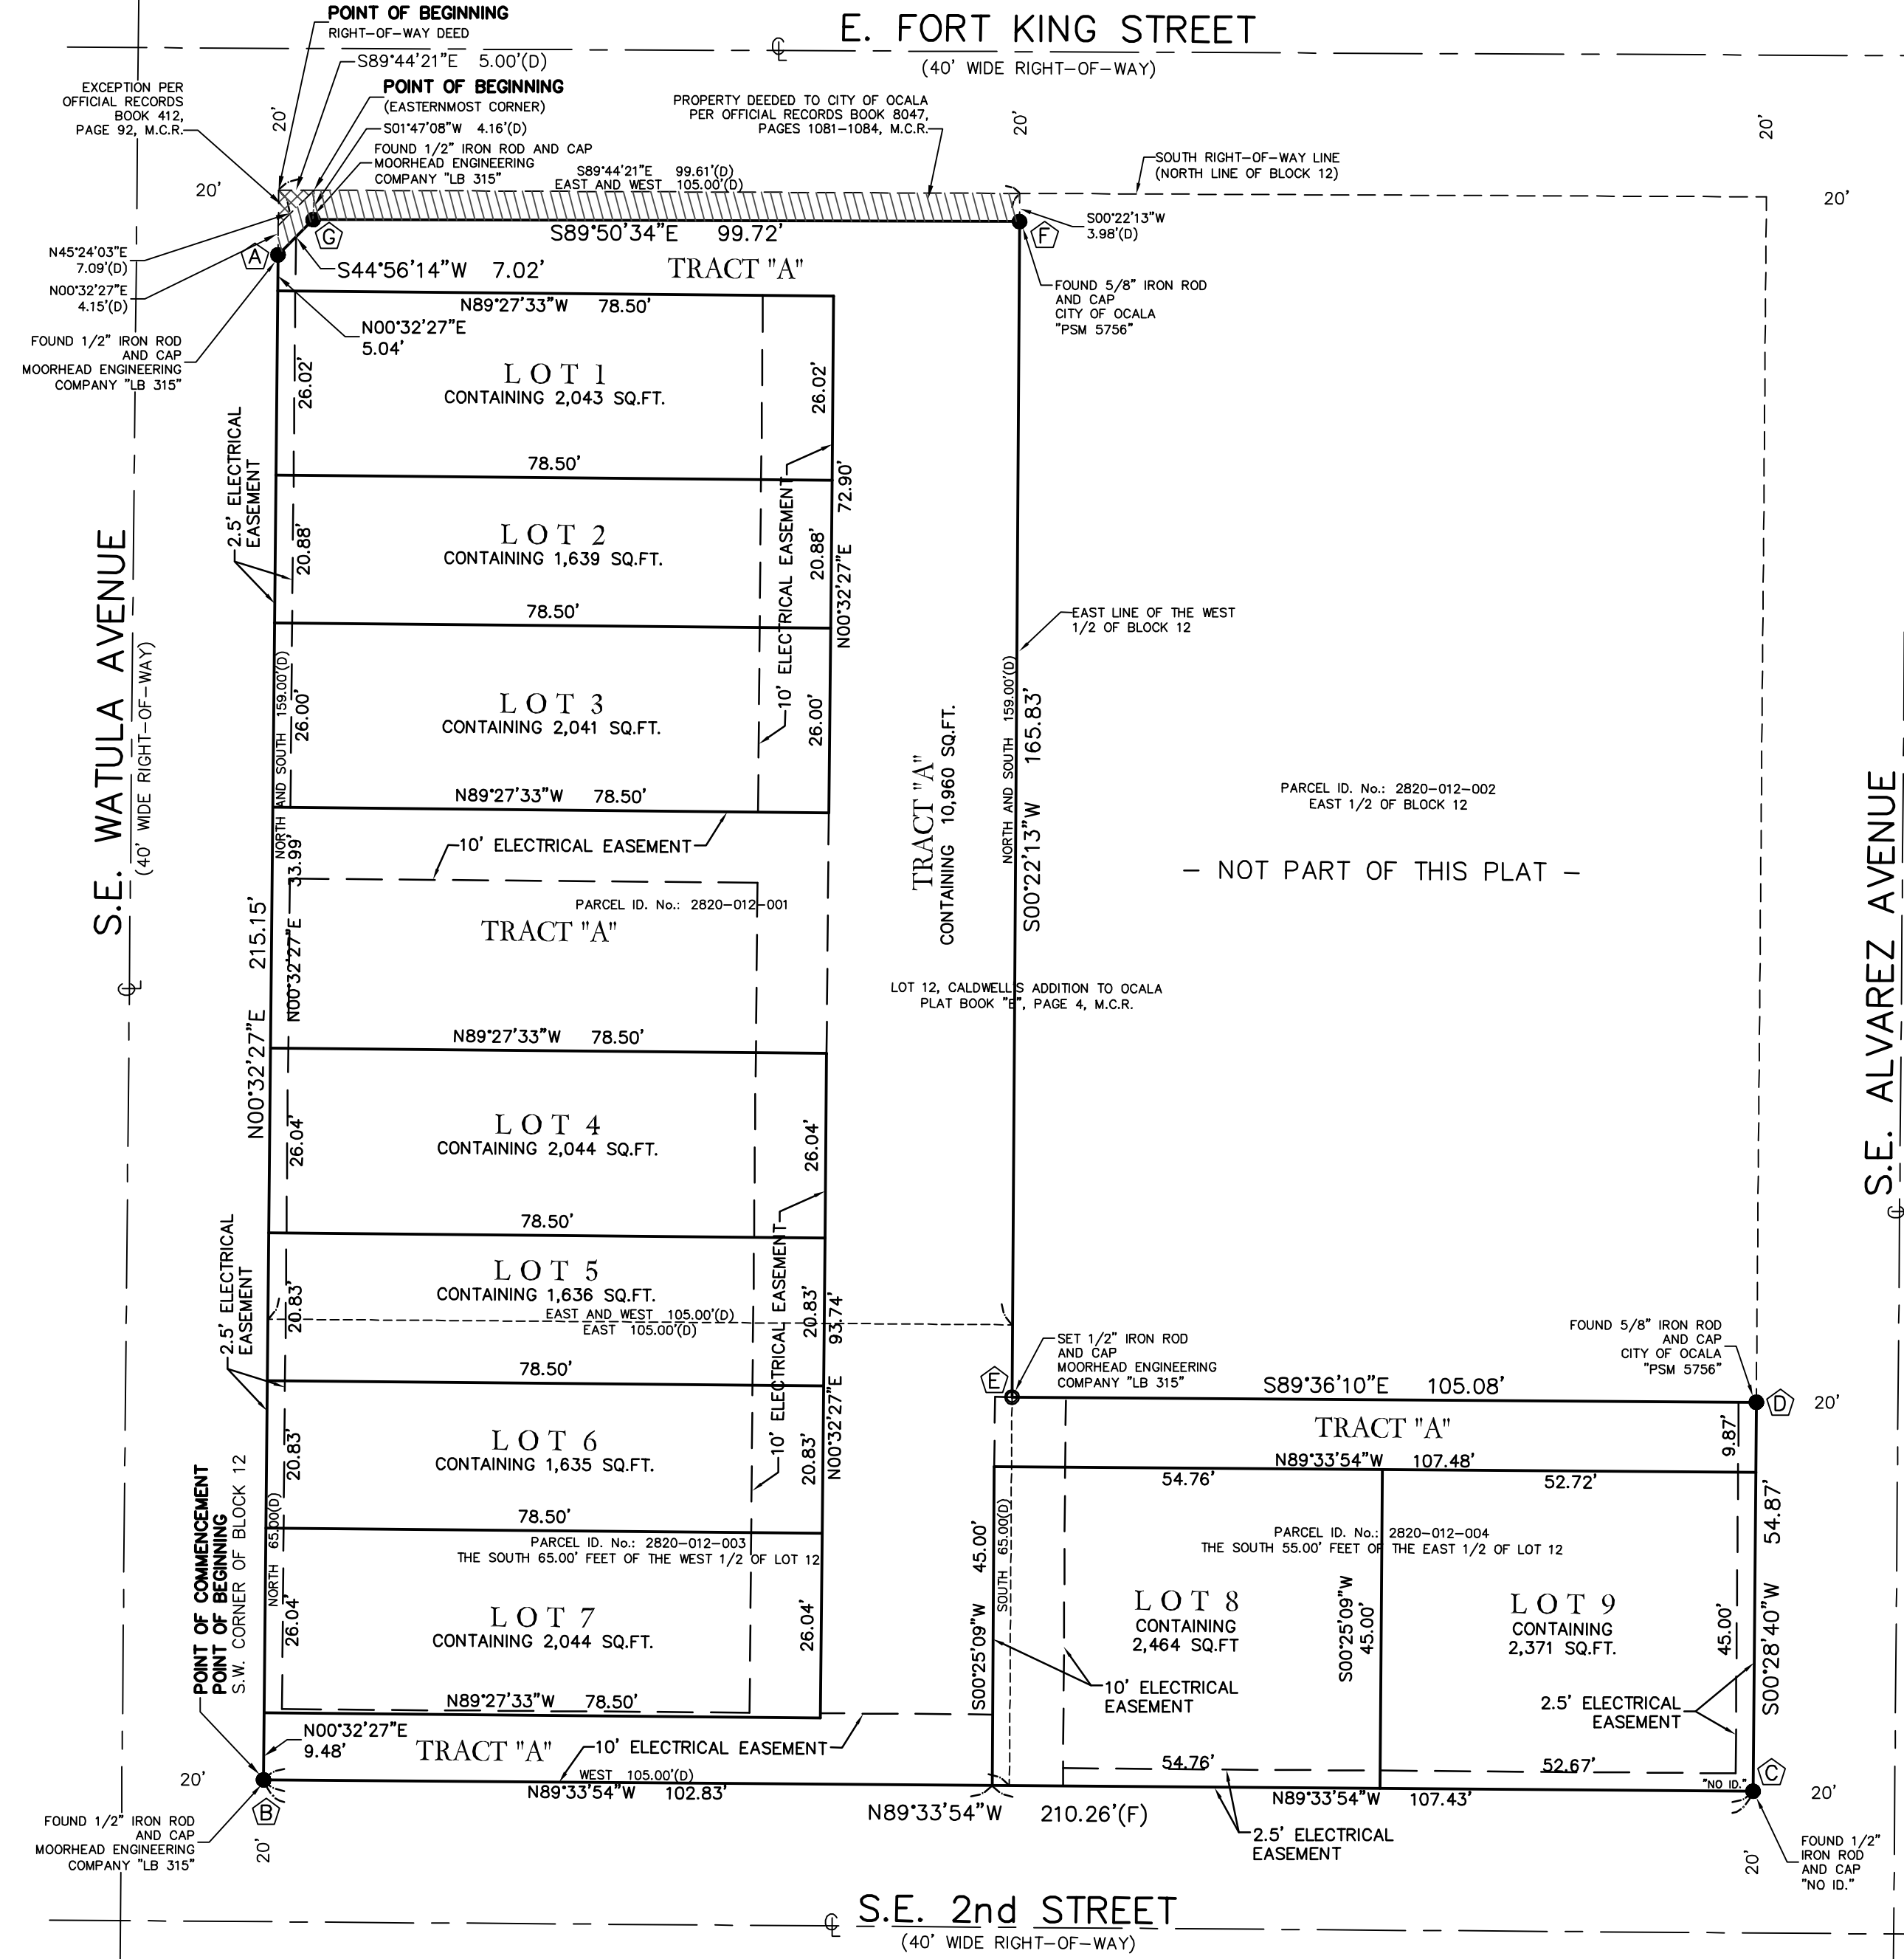 POINT OF BEGINNING
RIGHT-OF-WAY DEED
E. FORT KING STREET
(40' WIDE RIGHT-OF-WAY)
℄
S89°44'21"E 5.00'(D)
POINT OF BEGINNING
(EASTERNMOST CORNER)
S01°47'08"W 4.16'(D)
FOUND 1/2" IRON ROD AND CAP
MOORHEAD ENGINEERING
COMPANY "LB 315"
EXCEPTION PER
OFFICIAL RECORDS
BOOK 412,
PAGE 92, M.C.R.
20'
20'
PROPERTY DEEDED TO CITY OF OCALA
PER OFFICIAL RECORDS BOOK 8047,
PAGES 1081-1084, M.C.R.
20'
20'
20'
SOUTH RIGHT-OF-WAY LINE
(NORTH LINE OF BLOCK 12)
S89°44'21"E 99.61'(D)
EAST AND WEST 105.00'(D)
S89°50'34"E 99.72'
G
F
S00°22'13"W
3.98'(D)
N45°24'03"E
7.09'(D)
A
S44°56'14"W 7.02'
TRACT "A"
N00°32'27"E
4.15'(D)
FOUND 5/8" IRON ROD
AND CAP
CITY OF OCALA
"PSM 5756"
FOUND 1/2" IRON ROD
AND CAP
MOORHEAD ENGINEERING
COMPANY "LB 315"
N89°27'33"W 78.50'
N00°32'27"E
5.04'
LOT 1
CONTAINING 2,043 SQ.FT.
26.02'
26.02'
78.50'
2.5' ELECTRICAL
EASEMENT
LOT 2
CONTAINING 1,639 SQ.FT.
20.88'
20.88'
78.50'
10' ELECTRICAL EASEMENT
N00°32'27"E 72.90'
LOT 3
CONTAINING 2,041 SQ.FT.
26.00'
26.00'
N89°27'33"W 78.50'
S.E. WATULA AVENUE
(40' WIDE RIGHT-OF-WAY)
℄
NORTH AND SOUTH 159.00'(D)
N00°32'27"E 215.15'
N00°32'27"E 33.99'
10' ELECTRICAL EASEMENT
PARCEL ID. No.: 2820-012-001
TRACT "A"
TRACT "A"
CONTAINING 10,960 SQ.FT.
NORTH AND SOUTH 159.00'(D)
S00°22'13"W 165.83'
EAST LINE OF THE WEST
1/2 OF BLOCK 12
PARCEL ID. No.: 2820-012-002
EAST 1/2 OF BLOCK 12
- NOT PART OF THIS PLAT -
LOT 12, CALDWELL'S ADDITION TO OCALA
PLAT BOOK "E", PAGE 4, M.C.R.
S.E. ALVAREZ AVENUE
℄
N89°27'33"W 78.50'
LOT 4
CONTAINING 2,044 SQ.FT.
26.04'
26.04'
78.50'
2.5' ELECTRICAL
EASEMENT
LOT 5
CONTAINING 1,636 SQ.FT.
20.83'
20.83'
EAST AND WEST 105.00'(D)
EAST 105.00'(D)
78.50'
10' ELECTRICAL EASEMENT
N00°32'27"E 93.74'
LOT 6
CONTAINING 1,635 SQ.FT.
20.83'
20.83'
78.50'
PARCEL ID. No.: 2820-012-003
THE SOUTH 65.00' FEET OF THE WEST 1/2 OF LOT 12
LOT 7
CONTAINING 2,044 SQ.FT.
26.04'
26.04'
N89°27'33"W 78.50'
NORTH 65.00(D)
POINT OF COMMENCEMENT
POINT OF BEGINNING
S.W. CORNER OF BLOCK 12
N00°32'27"E
9.48'
TRACT "A"
10' ELECTRICAL EASEMENT
WEST 105.00'(D)
N89°33'54"W 102.83'
20'
B
20'
FOUND 1/2" IRON ROD
AND CAP
MOORHEAD ENGINEERING
COMPANY "LB 315"
E
SET 1/2" IRON ROD
AND CAP
MOORHEAD ENGINEERING
COMPANY "LB 315"
S89°36'10"E 105.08'
FOUND 5/8" IRON ROD
AND CAP
CITY OF OCALA
"PSM 5756"
D
20'
TRACT "A"
9.87'
N89°33'54"W 107.48'
54.76'
52.72'
PARCEL ID. No.: 2820-012-004
THE SOUTH 55.00' FEET OF THE EAST 1/2 OF LOT 12
S00°25'09"W 45.00'
SOUTH 65.00(D)
LOT 8
CONTAINING
2,464 SQ.FT
S00°25'09"W
45.00'
LOT 9
CONTAINING
2,371 SQ.FT.
45.00'
S00°28'40"W 54.87'
10' ELECTRICAL
EASEMENT
2.5' ELECTRICAL
EASEMENT
54.76'
52.67'
"NO ID."
C
20'
N89°33'54"W 107.43'
N89°33'54"W 210.26'(F)
2.5' ELECTRICAL
EASEMENT
20'
FOUND 1/2"
IRON ROD
AND CAP
"NO ID."
℄
S.E. 2nd STREET
(40' WIDE RIGHT-OF-WAY)